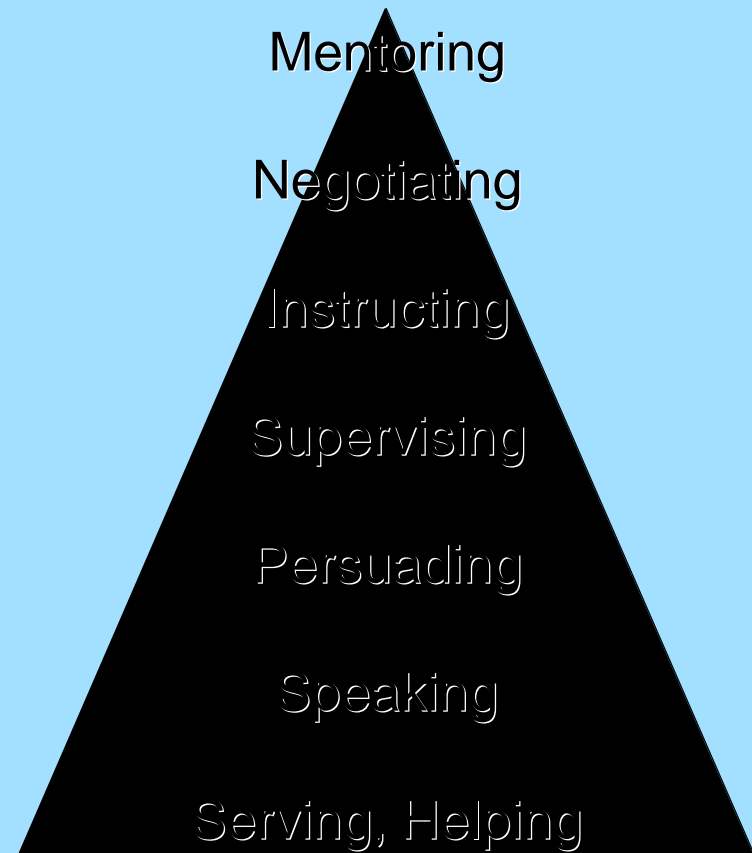 Mentoring
Negotiating
Instructing
Supervising
Persuading
Speaking
Serving, Helping